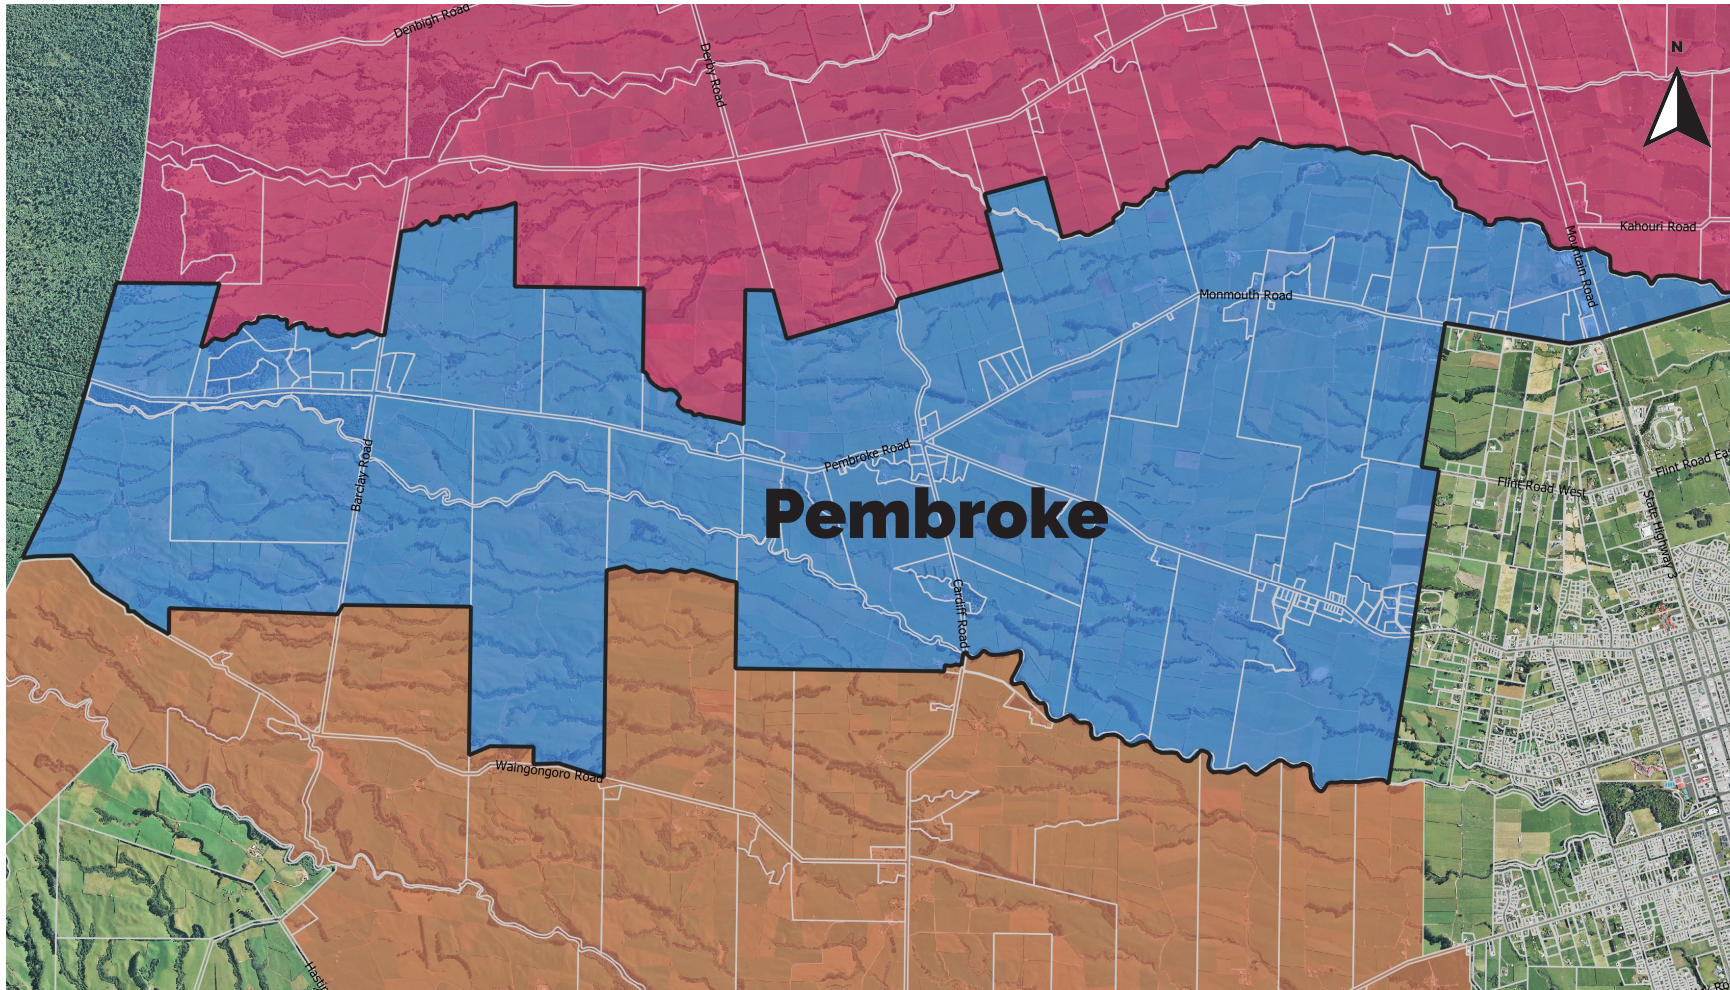 Denbigh Road
Derby Road
N
Kahouri Road
Mountain Road
Monmouth Road
Barclay Road
Pembroke Road
Flint Road West
Flint Road Ea
State Highway 3
Pembroke
Cardiff Road
Waingongoro Road
Hastin